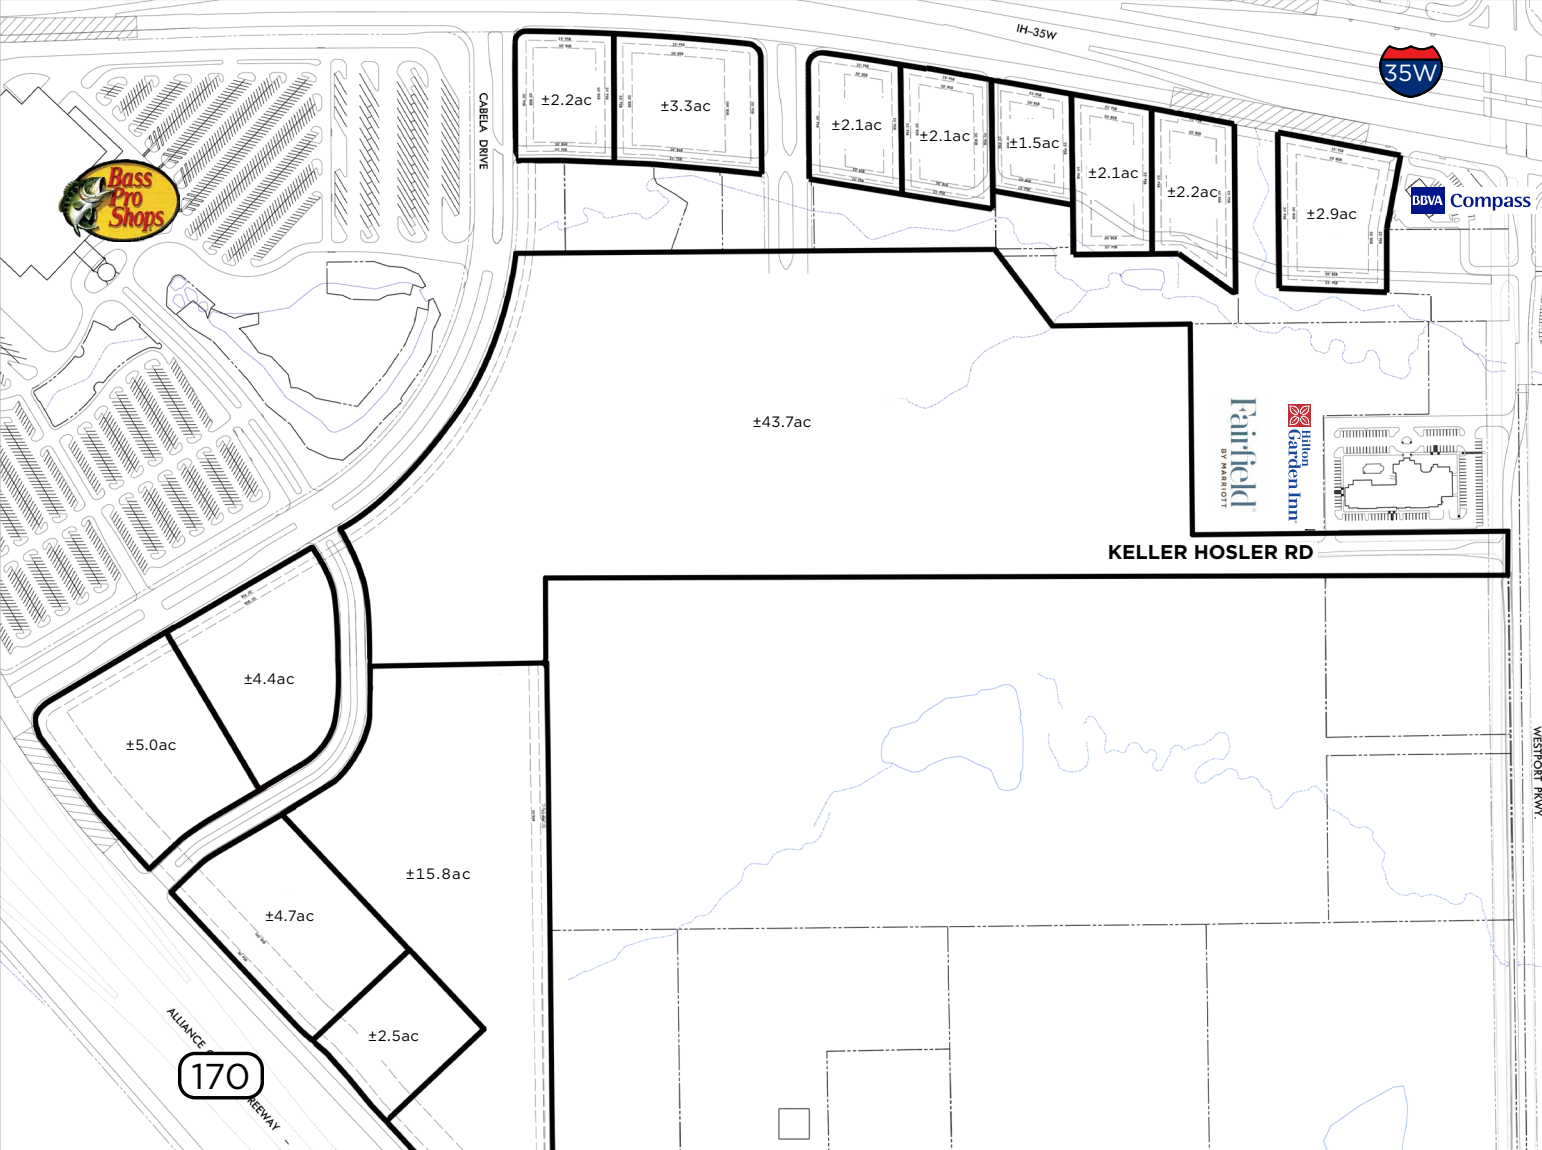 IH-35W
35W
CABELA DRIVE
±2.2ac
±3.3ac
±2.1ac
±2.1ac
±1.5ac
±2.1ac
±2.2ac
±2.9ac
BBVA Compass
Bass
Pro
Shops
±43.7ac
Fairfield
BY MARRIOTT
Hilton
Garden Inn
KELLER HOSLER RD
±4.4ac
±5.0ac
±15.8ac
±4.7ac
±2.5ac
WESTPORT PKWY.
ALLIANCE
REEWAY
170